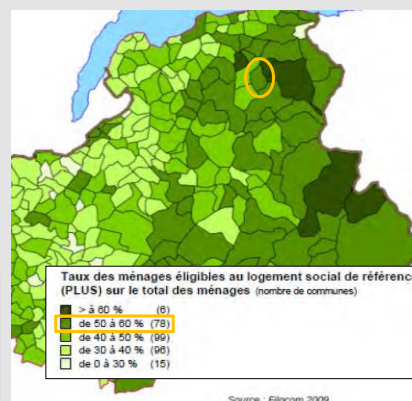 Taux des ménages éligibles au logement social de référence
(PLUS) sur le total des ménages (nombre de communes)
> à 60 % (6)
de 50 à 60 % (78)
de 40 à 50 % (99)
de 30 à 40 % (96)
de 0 à 30 % (15)
Source : Filocom 2009